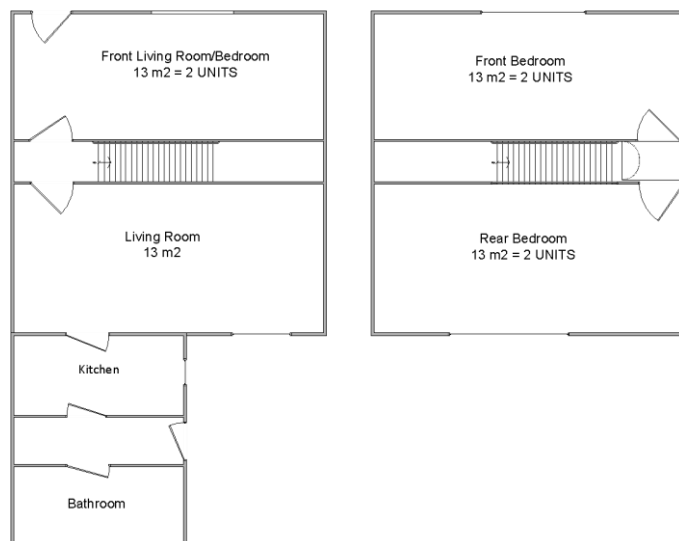 Front Living Room/Bedroom
13 m2 = 2 UNITS
Living Room
13 m2
Kitchen
Bathroom
Front Bedroom
13 m2 = 2 UNITS
Rear Bedroom
13 m2 = 2 UNITS